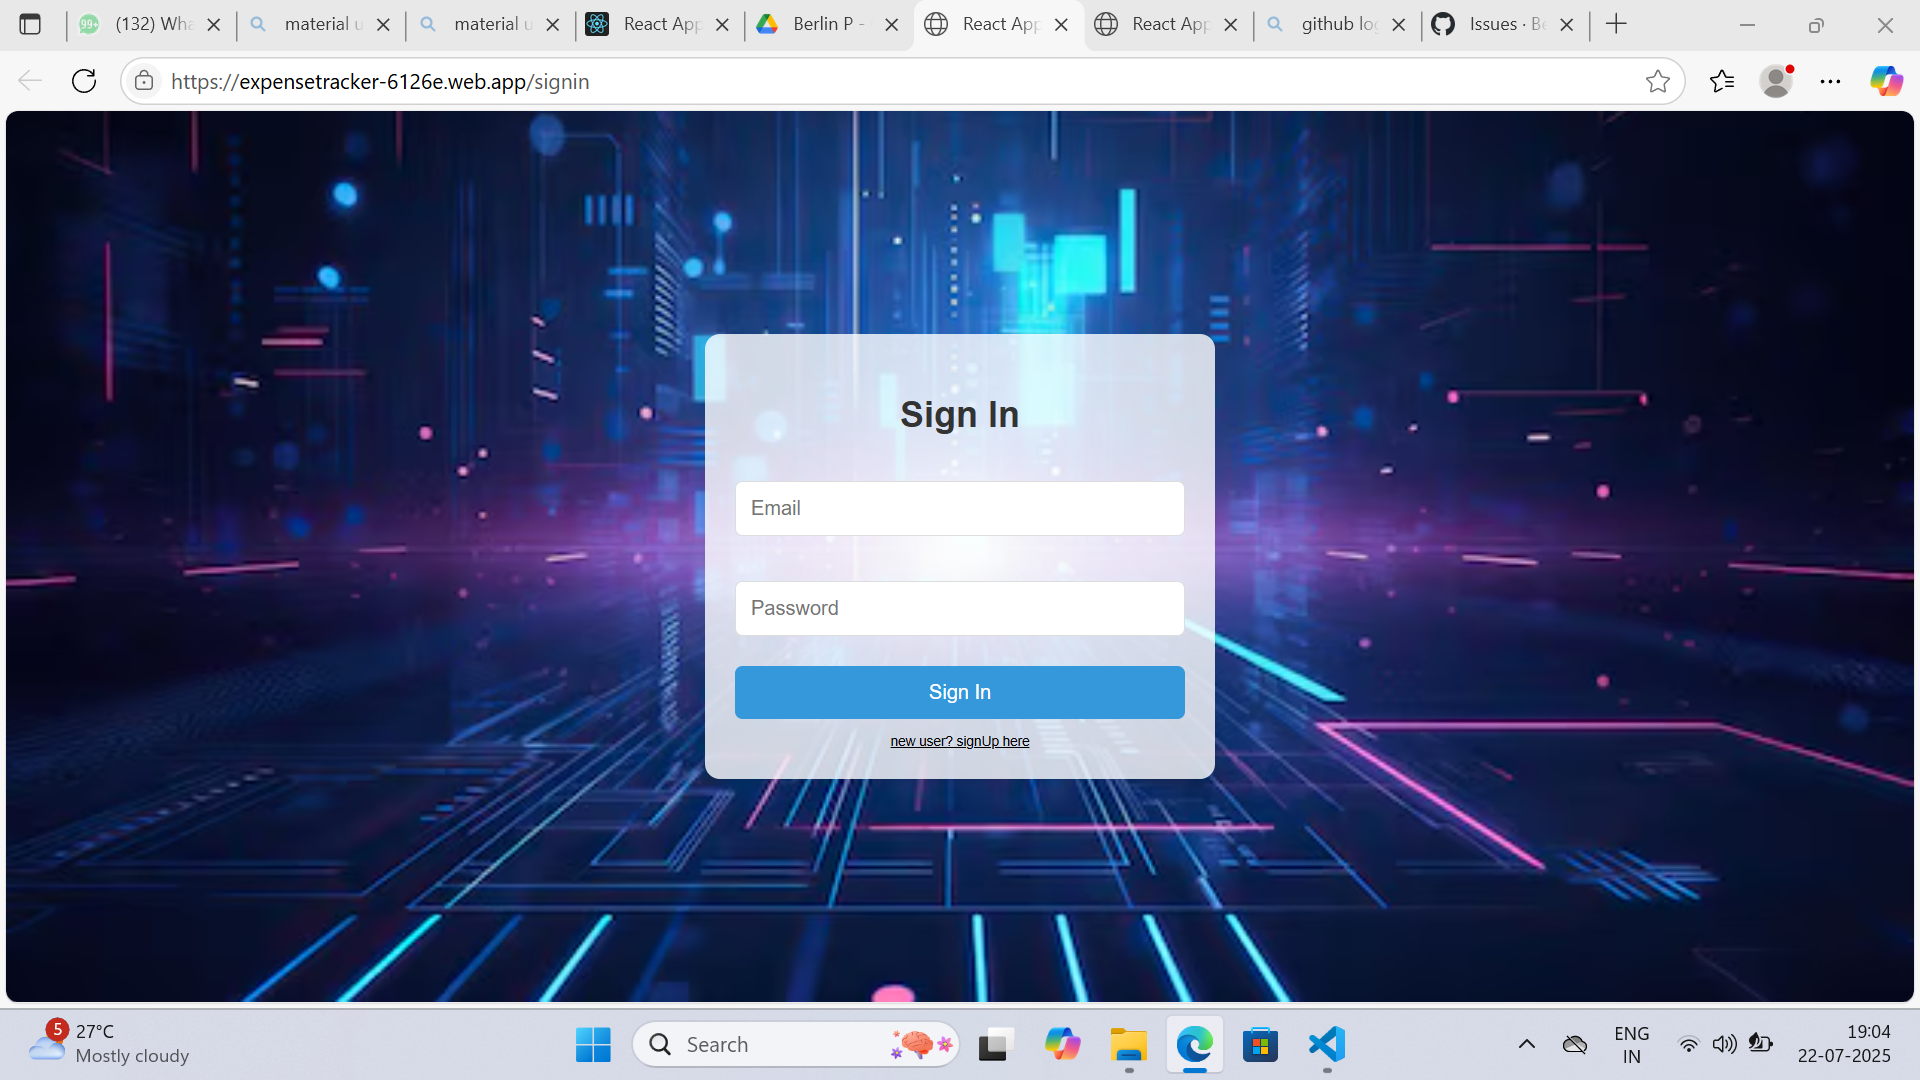 99+ (132) Wha
material u
material u
React App
Berlin P -
React App
React App
github log
Issues · Be
https://expensetracker-6126e.web.app/signin
Sign In
Email
Password
Sign In
new user? signUp here
5
27°C
Mostly cloudy
Search
ENG
IN
19:04
22-07-2025